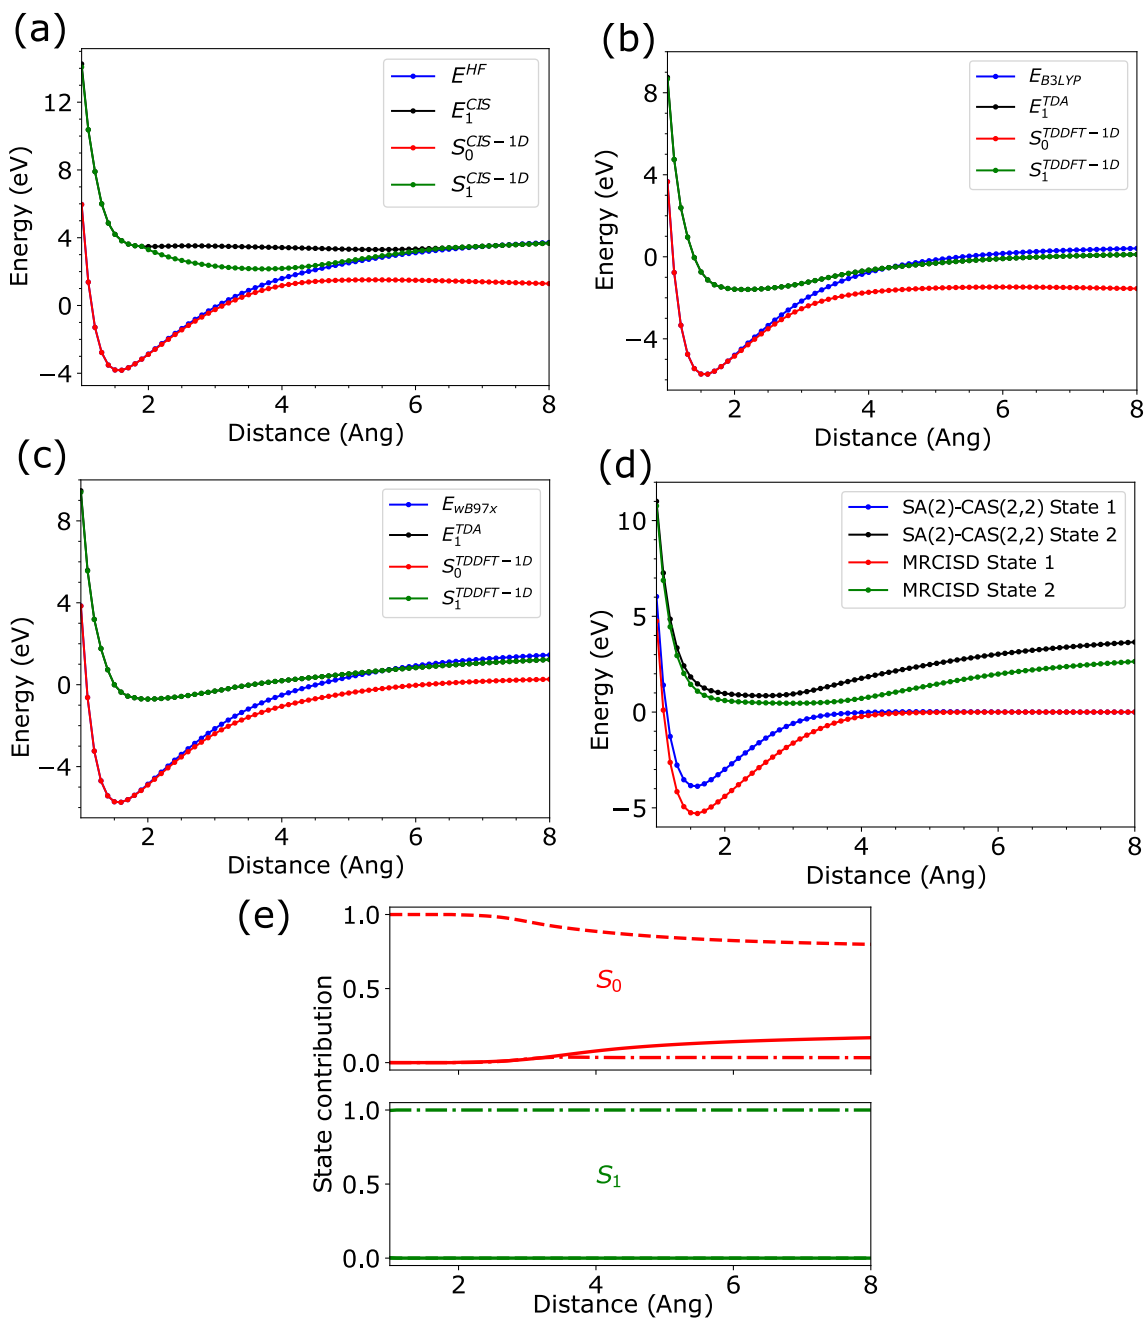 (a)
Energy (eV)
12
8
4
0
−4
2 4 6 8
Distance (Ang)
E^{HF}
E_1^{CIS}
S_0^{CIS−1D}
S_1^{CIS−1D}
(b)
Energy (eV)
8
4
0
−4
2 4 6 8
Distance (Ang)
E_{B3LYP}
E_1^{TDA}
S_0^{TDDFT−1D}
S_1^{TDDFT−1D}
(c)
Energy (eV)
8
4
0
−4
2 4 6 8
Distance (Ang)
E_{wB97x}
E_1^{TDA}
S_0^{TDDFT−1D}
S_1^{TDDFT−1D}
(d)
Energy (eV)
10
5
0
−5
2 4 6 8
Distance (Ang)
SA(2)-CAS(2,2) State 1
SA(2)-CAS(2,2) State 2
MRCISD State 1
MRCISD State 2
(e)
State contribution
1.0
0.5
0.0
S_0
1.0
0.5
0.0
S_1
2 4 6 8
Distance (Ang)